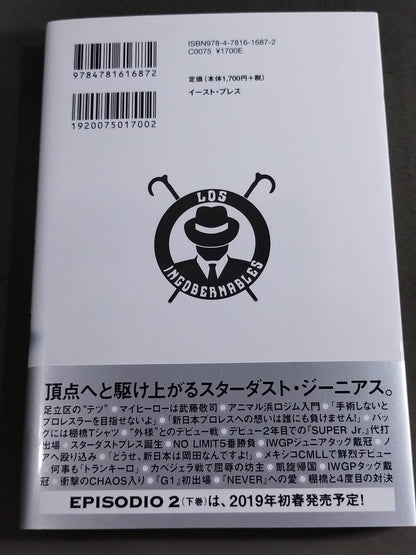 ISBN978-4-7816-1687-2
C0075 ¥1700E
9784781616872
定価(本体1,700円+税)
イースト・プレス
1920075017002
LOS
INGOBERNABLES
頂点へと駆け上がるスターダスト・ジーニアス。
足立区の“テツ”●マイヒーローは武藤敬司●アニマル浜口ジム入門●「手術しないと
プロレスラーを目指せないよ」●「新日本プロレスへの想いは誰にも負けません!」●バッ
グには棚橋Tシャツ●“外様”とのデビュー戦●デビュー2年目での「SUPER Jr.」代打
出場●スターダストプレス誕生●NO LIMIT5番勝負●IWGPジュニアタッグ戴冠●ノ
アへ殴り込み●「どうせ、新日本は岡田なんですよ!」●メキシコCMLLで鮮烈デビュー
何事も「トランキーロ」●カベジェラ戦で屈辱の坊主●凱旋帰国●IWGPタッグ戴
冠●衝撃のCHAOS入り●『G1』初出場●「NEVER」への愛●棚橋と4度目の対決
EPISODIO 2(下巻)は、2019年初春発売予定!